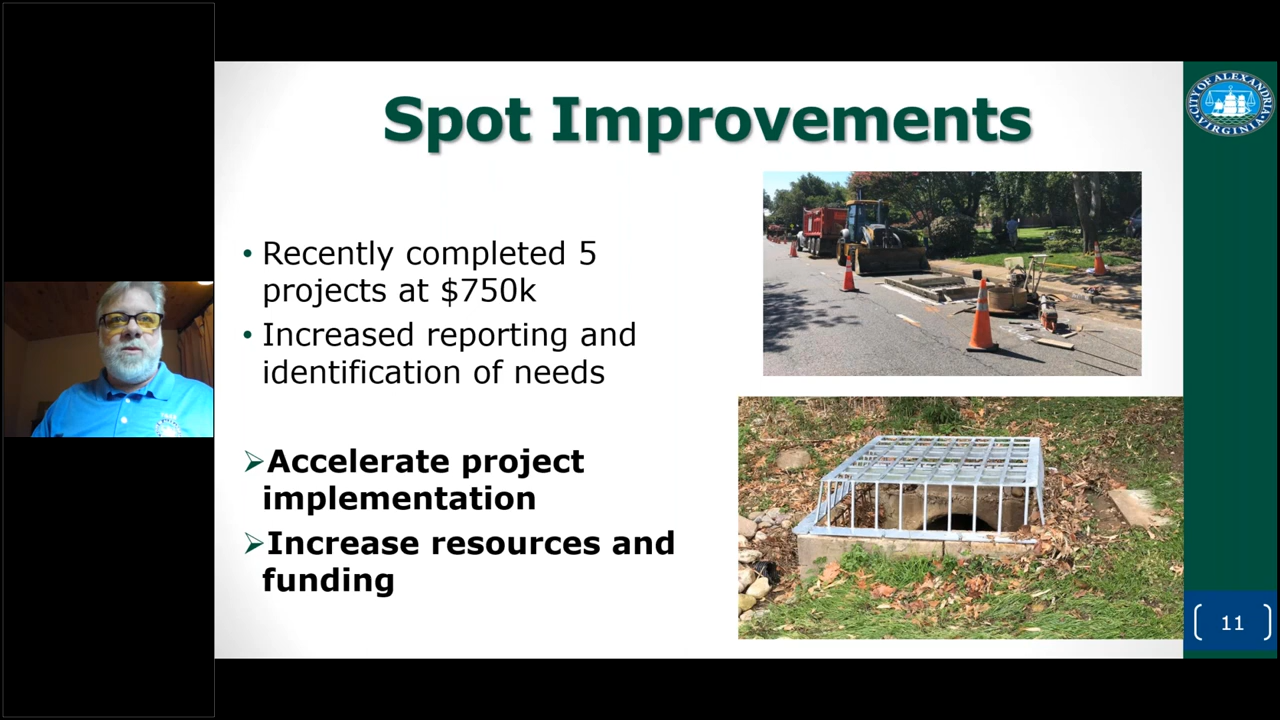 Spot Improvements
CITY OF ALEXANDRIA
VIRGINIA
• Recently completed 5
projects at $750k
• Increased reporting and
identification of needs
➢Accelerate project
implementation
➢Increase resources and
funding
11